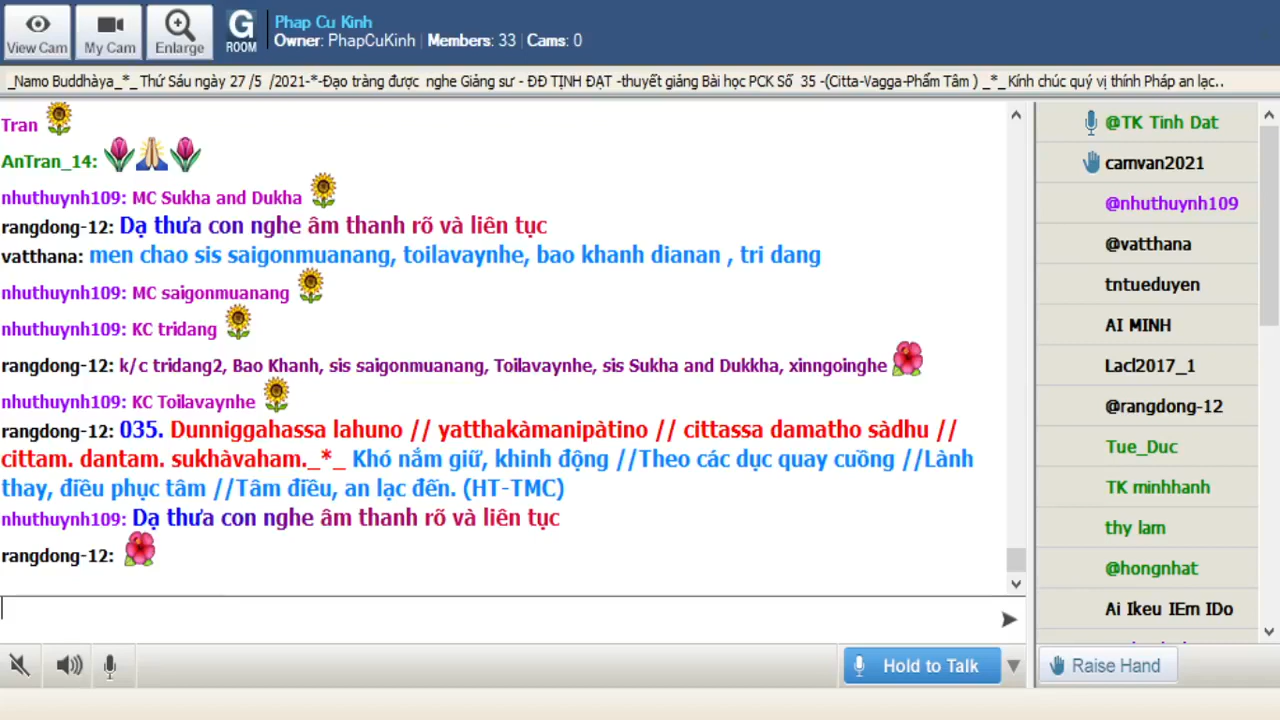 View Cam
My Cam
Enlarge
G
ROOM
Phap Cu Kinh
Owner: PhapCuKinh | Members: 33 | Cams: 0
_Namo Buddhàya_*_Thứ Sáu ngày 27 /5 /2021-*-Đạo tràng được nghe Giảng sư - ĐĐ TỊNH ĐẠT -thuyết giảng Bài học PCK Số 35 -(Citta-Vagga-Phẩm Tâm ) _*_Kính chúc quý vị thính Pháp an lạc..
Tran
AnTran_14:
nhuthuynh109: MC Sukha and Dukha
rangdong-12: Dạ thưa con nghe âm thanh rõ và liên tục
vatthana: men chao sis saigonmuanang, toilavaynhe, bao khanh dianan , tri dang
nhuthuynh109: MC saigonmuanang
nhuthuynh109: KC tridang
rangdong-12: k/c tridang2, Bao Khanh, sis saigonmuanang, Toilavaynhe, sis Sukha and Dukkha, xinngoinghe
nhuthuynh109: KC Toilavaynhe
rangdong-12: 035. Dunniggahassa lahuno // yatthakàmanipàtino // cittassa damatho sàdhu //
cittam. dantam. sukhàvaham._*_ Khó nắm giữ, khinh động //Theo các dục quay cuồng //Lành
thay, điều phục tâm //Tâm điều, an lạc đến. (HT-TMC)
nhuthuynh109: Dạ thưa con nghe âm thanh rõ và liên tục
rangdong-12:
@TK Tinh Dat
camvan2021
@nhuthuynh109
@vatthana
tntueduyen
AI MINH
Lacl2017_1
@rangdong-12
Tue_Duc
TK minhhanh
thy lam
@hongnhat
Ai Ikeu IEm IDo
Hold to Talk
Raise Hand